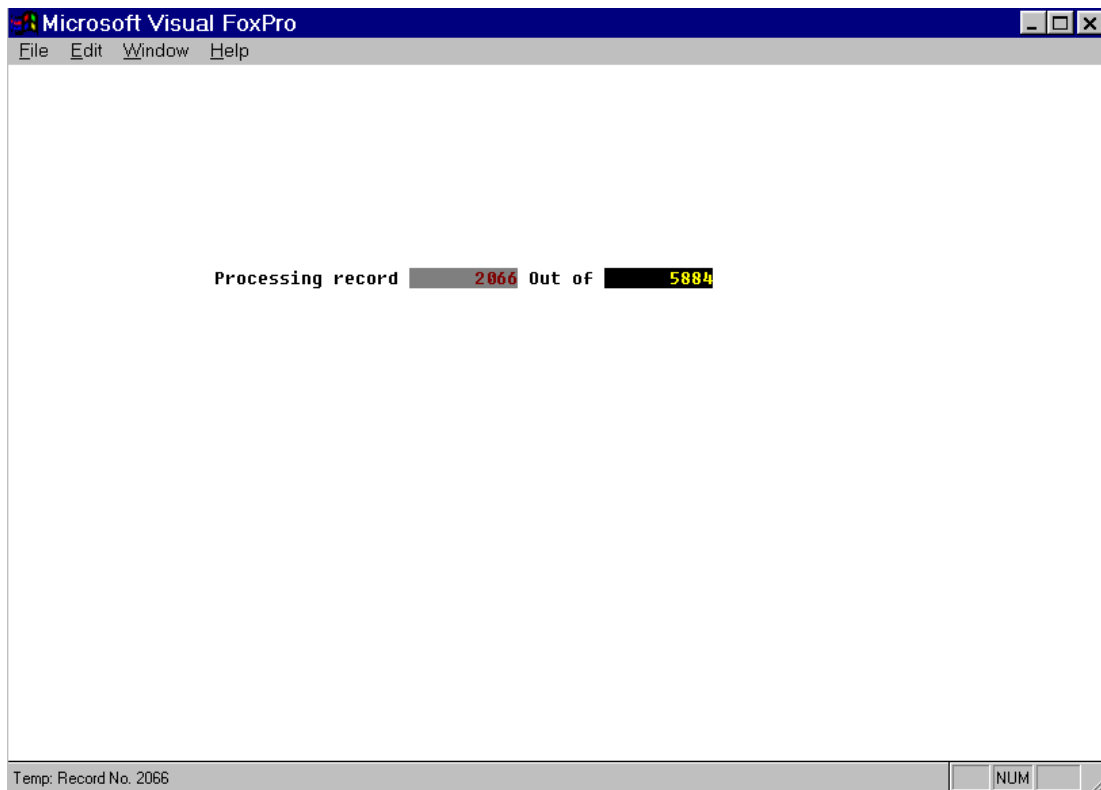 Microsoft Visual FoxPro
File Edit Window Help
Processing record 2066 Out of 5884
Temp: Record No. 2066
NUM